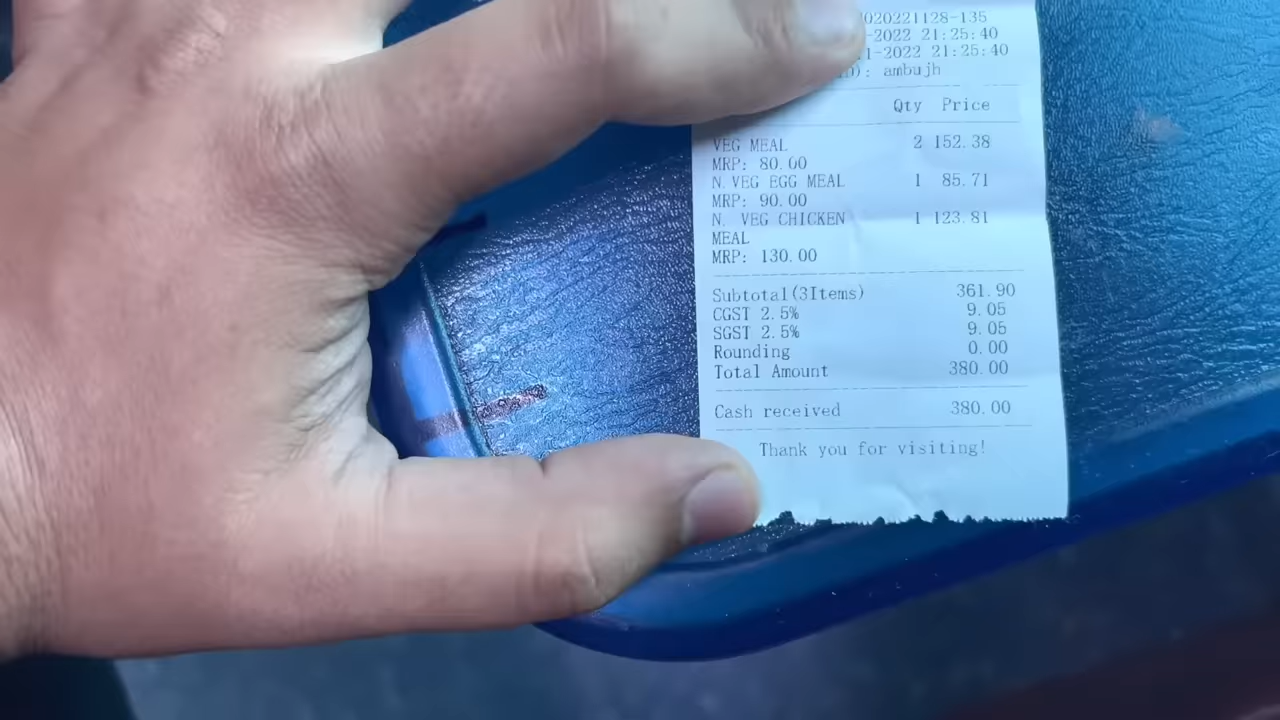 020221128-135
-2022 21:25:40
1-2022 21:25:40
: ambujh
Qty Price
VEG MEAL 2 152.38
MRP: 80.00
N.VEG EGG MEAL 1 85.71
MRP: 90.00
N. VEG CHICKEN 1 123.81
MEAL
MRP: 130.00
Subtotal(3Items) 361.90
CGST 2.5% 9.05
SGST 2.5% 9.05
Rounding 0.00
Total Amount 380.00
Cash received 380.00
Thank you for visiting!